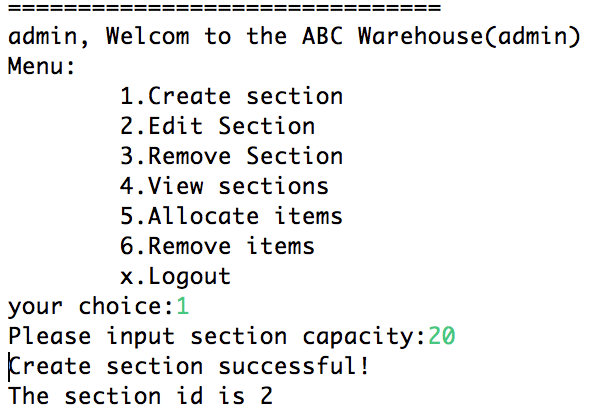 ===============================
admin, Welcom to the ABC Warehouse(admin)
Menu:
1.Create section
2.Edit Section
3.Remove Section
4.View sections
5.Allocate items
6.Remove items
x.Logout
your choice:1
Please input section capacity:20
Create section successful!
The section id is 2